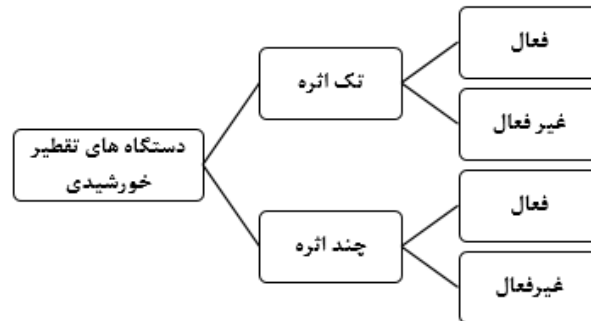 دستگاه های تقطیر
خورشیدی
تک اثره
فعال
غیر فعال
چند اثره
فعال
غیرفعال